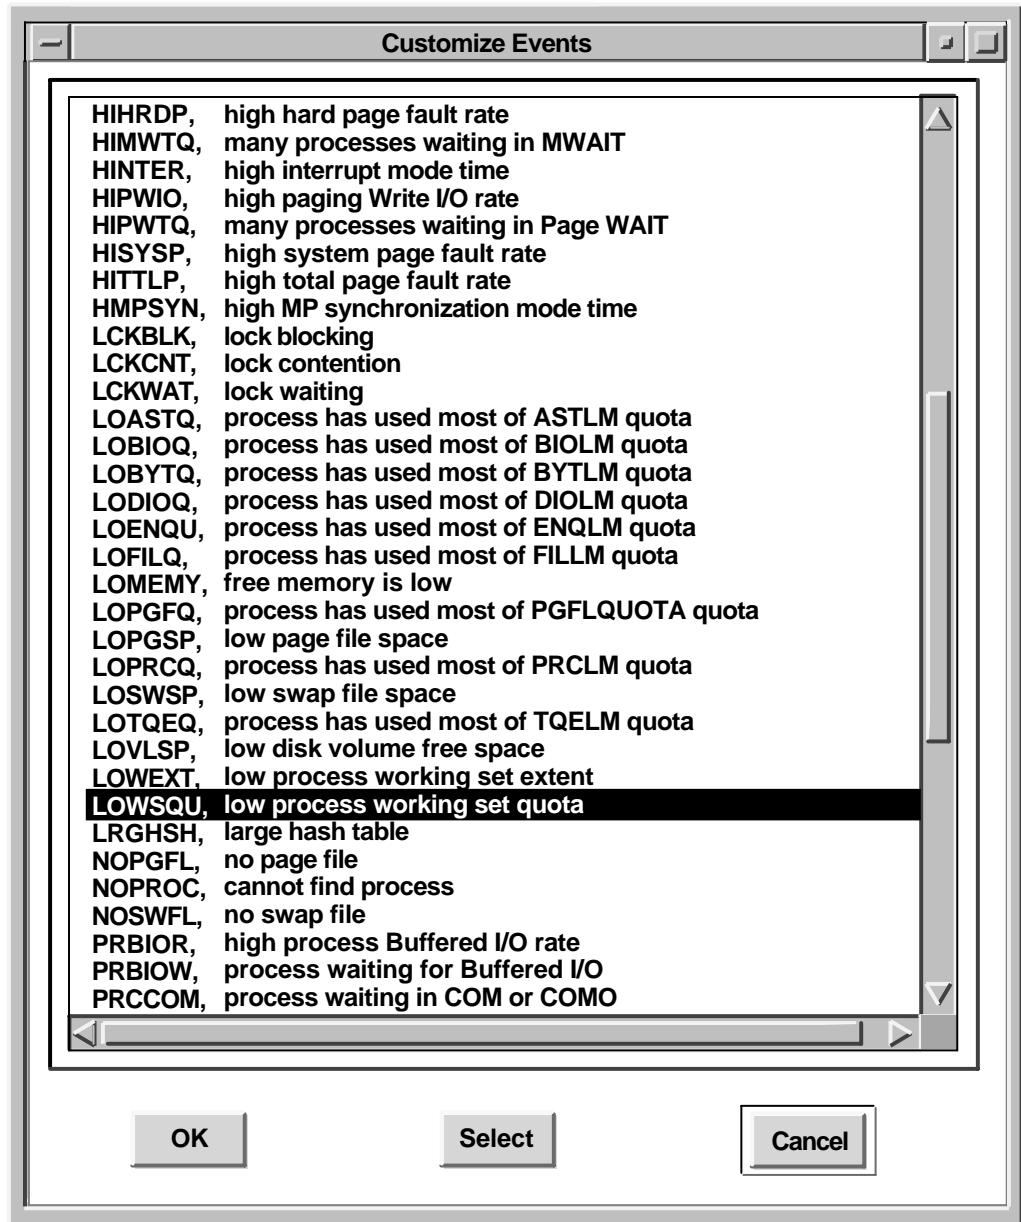 Customize Events
HIHRDP, high hard page fault rate
HIMWTQ, many processes waiting in MWAIT
HINTER, high interrupt mode time
HIPWIO, high paging Write I/O rate
HIPWTQ, many processes waiting in Page WAIT
HISYSP, high system page fault rate
HITTLP, high total page fault rate
HMPSYN, high MP synchronization mode time
LCKBLK, lock blocking
LCKCNT, lock contention
LCKWAT, lock waiting
LOASTQ, process has used most of ASTLM quota
LOBIOQ, process has used most of BIOLM quota
LOBYTQ, process has used most of BYTLM quota
LODIOQ, process has used most of DIOLM quota
LOENQU, process has used most of ENQLM quota
LOFILQ, process has used most of FILLM quota
LOMEMY, free memory is low
LOPGFQ, process has used most of PGFLQUOTA quota
LOPGSP, low page file space
LOPRCQ, process has used most of PRCLM quota
LOSWSP, low swap file space
LOTQEQ, process has used most of TQELM quota
LOVLSP, low disk volume free space
LOWEXT, low process working set extent
LOWSQU, low process working set quota
LRGHSH, large hash table
NOPGFL, no page file
NOPROC, cannot find process
NOSWFL, no swap file
PRBIOR, high process Buffered I/O rate
PRBIOW, process waiting for Buffered I/O
PRCCOM, process waiting in COM or COMO
OK Select Cancel